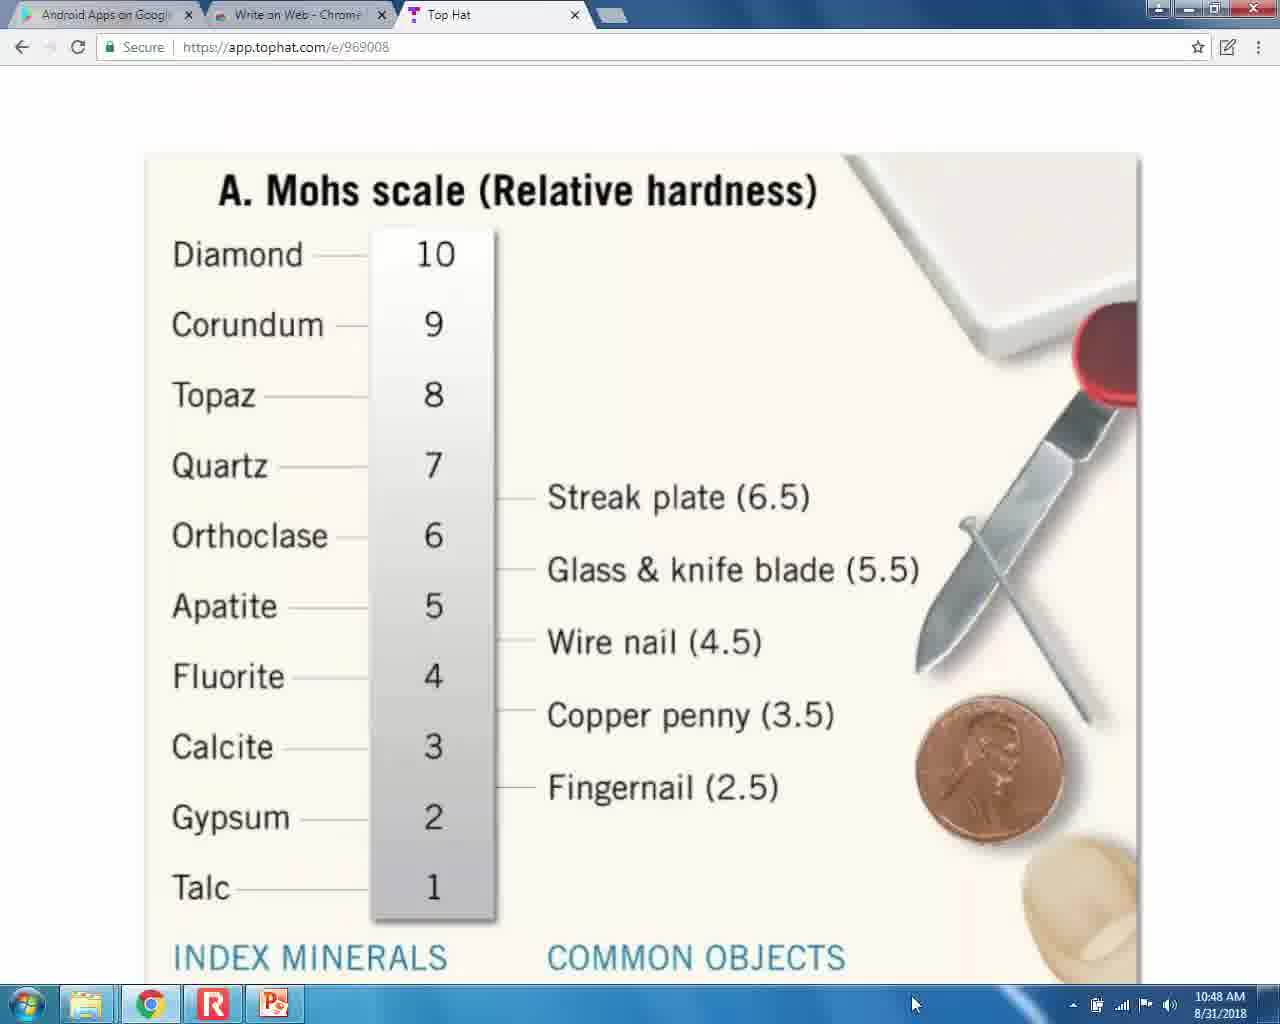 Android Apps on Google
Write on Web - Chrome
Top Hat
Secure
https://app.tophat.com/e/969008
A. Mohs scale (Relative hardness)
Diamond 10
Corundum 9
Topaz 8
Quartz 7
Streak plate (6.5)
Orthoclase 6
Glass & knife blade (5.5)
Apatite 5
Wire nail (4.5)
Fluorite 4
Copper penny (3.5)
Calcite 3
Fingernail (2.5)
Gypsum 2
Talc 1
INDEX MINERALS
COMMON OBJECTS
10:48 AM
8/31/2018